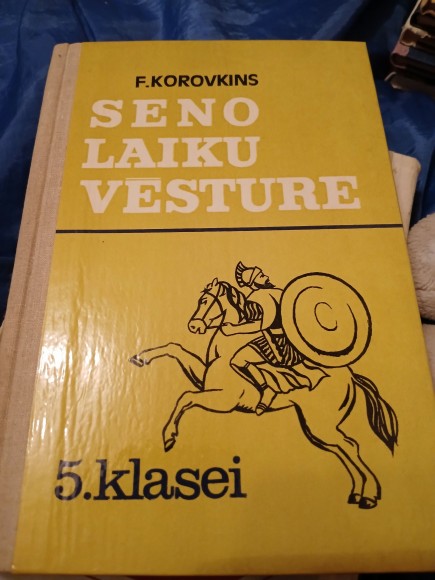 F.KOROVKINS
SENO
LAIKU
VĒSTURE
5.klasei